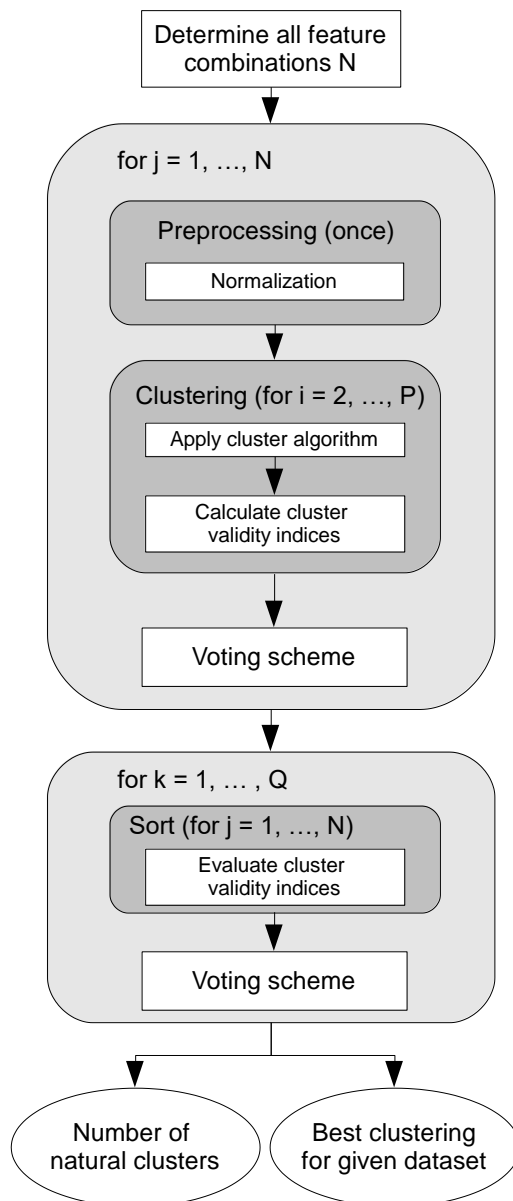 Determine all feature
combinations N
for j = 1, …, N
Preprocessing (once)
Normalization
Clustering (for i = 2, …, P)
Apply cluster algorithm
Calculate cluster
validity indices
Voting scheme
for k = 1, … , Q
Sort (for j = 1, …, N)
Evaluate cluster
validity indices
Voting scheme
Number of
natural clusters
Best clustering
for given dataset